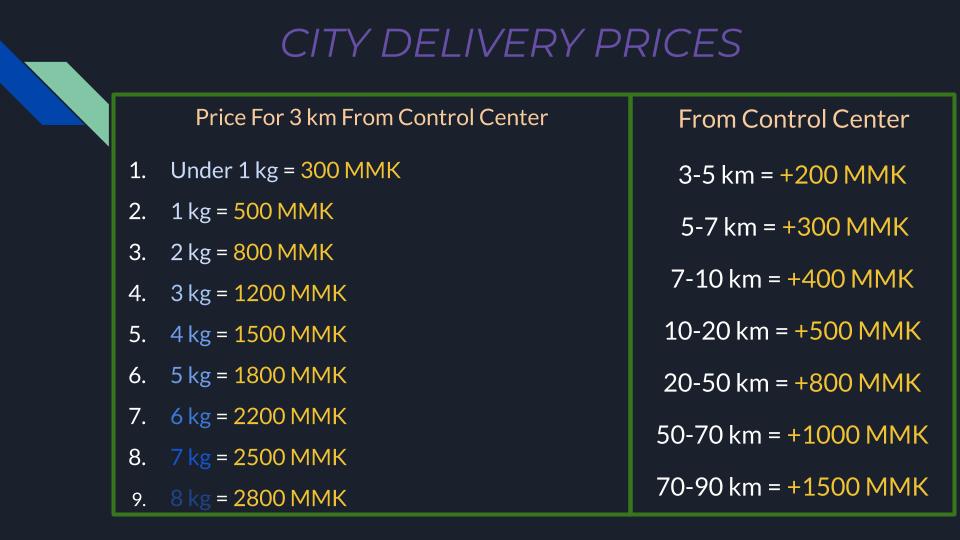 CITY DELIVERY PRICES
Price For 3 km From Control Center
1. Under 1 kg = 300 MMK
2. 1 kg = 500 MMK
3. 2 kg = 800 MMK
4. 3 kg = 1200 MMK
5. 4 kg = 1500 MMK
6. 5 kg = 1800 MMK
7. 6 kg = 2200 MMK
8. 7 kg = 2500 MMK
9. 8 kg = 2800 MMK
From Control Center
3-5 km = +200 MMK
5-7 km = +300 MMK
7-10 km = +400 MMK
10-20 km = +500 MMK
20-50 km = +800 MMK
50-70 km = +1000 MMK
70-90 km = +1500 MMK